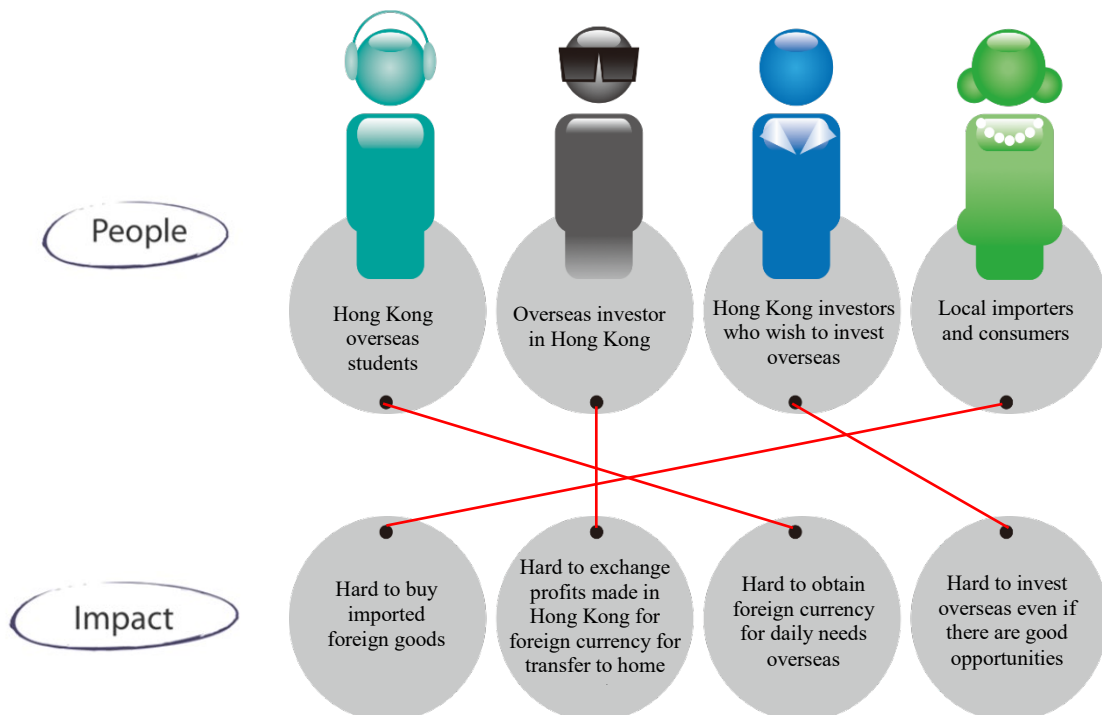 People
Hong Kong
overseas
students
Overseas investor
in Hong Kong
Hong Kong investors
who wish to invest
overseas
Local importers
and consumers
Impact
Hard to buy
imported
foreign goods
Hard to exchange
profits made in
Hong Kong for
foreign currency for
transfer to home
Hard to obtain
foreign currency
for daily needs
overseas
Hard to invest
overseas even if
there are good
opportunities